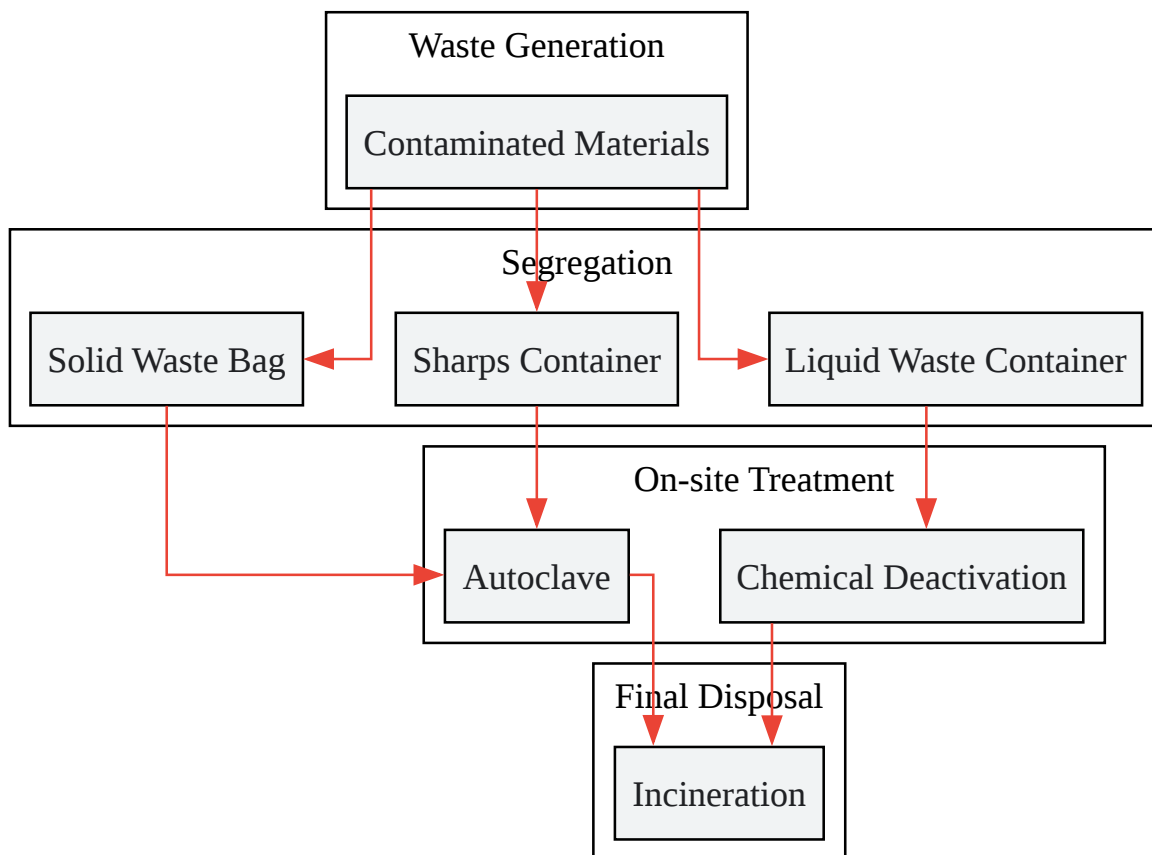 Waste Generation
Contaminated Materials
Segregation
Solid Waste Bag
Sharps Container
Liquid Waste Container
On-site Treatment
Autoclave
Chemical Deactivation
Final Disposal
Incineration